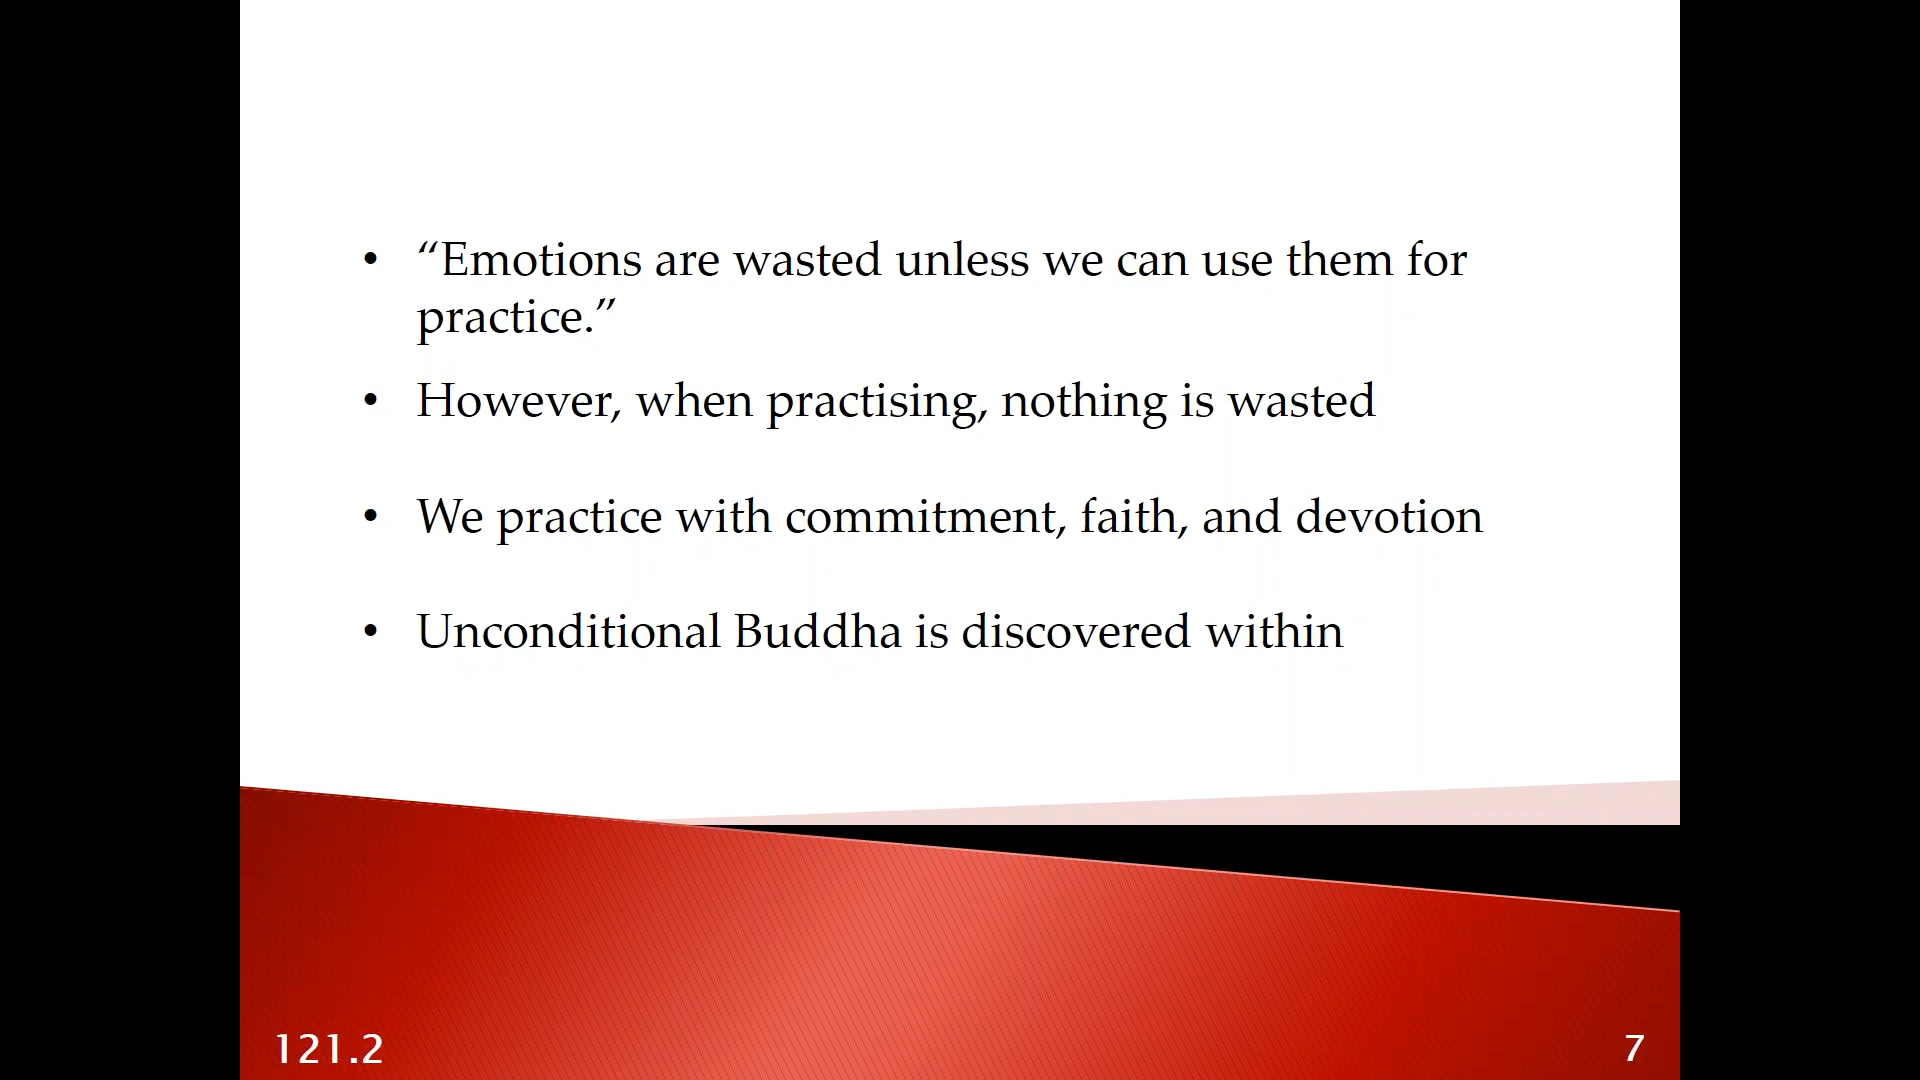 • “Emotions are wasted unless we can use them for
practice.”
• However, when practising, nothing is wasted
• We practice with commitment, faith, and devotion
• Unconditional Buddha is discovered within
121.2
7